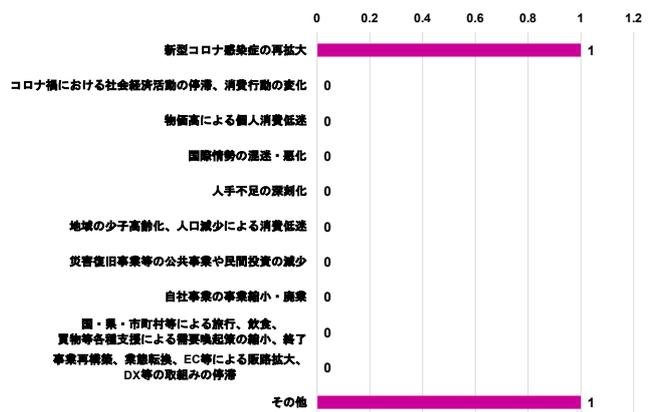 0 0.2 0.4 0.6 0.8 1 1.2
新型コロナ感染症の再拡大 1
コロナ禍における社会経済活動の停滞、消費行動の変化 0
物価高による個人消費低迷 0
国際情勢の混迷・悪化 0
人手不足の深刻化 0
地域の少子高齢化、人口減少による消費低迷 0
災害復旧事業等の公共事業や民間投資の減少 0
自社事業の事業縮小・廃業 0
国・県・市町村等による旅行、飲食、
買物等各種支援による需要喚起策の縮小、終了 0
事業再構築、業態転換、EC等による販路拡大、
DX等の取組みの停滞 0
その他 1